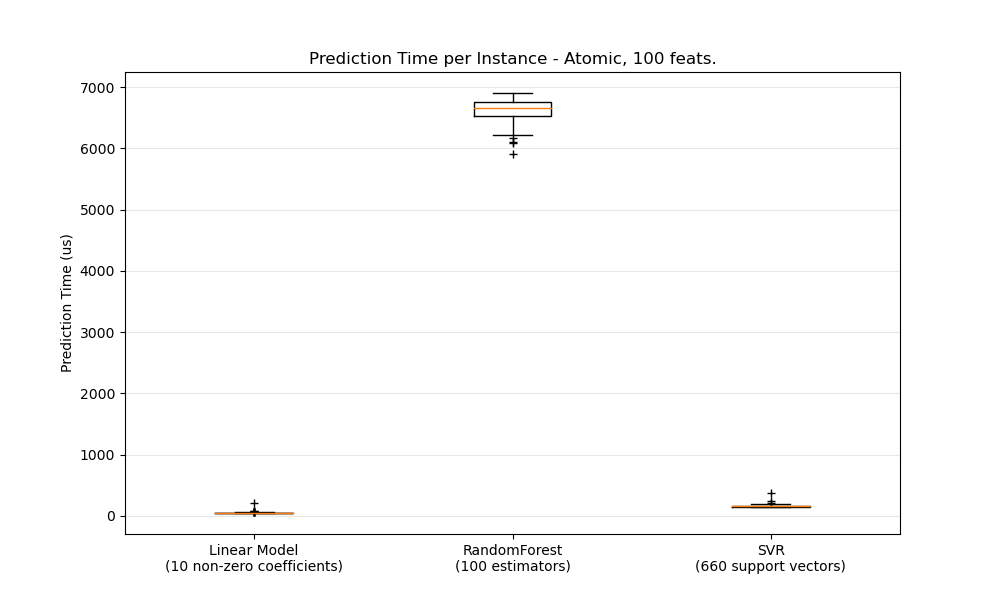 Prediction Time per Instance - Atomic, 100 feats.
Prediction Time (us)
7000
6000
5000
4000
3000
2000
1000
0
Linear Model
(10 non-zero coefficients)
RandomForest
(100 estimators)
SVR
(660 support vectors)